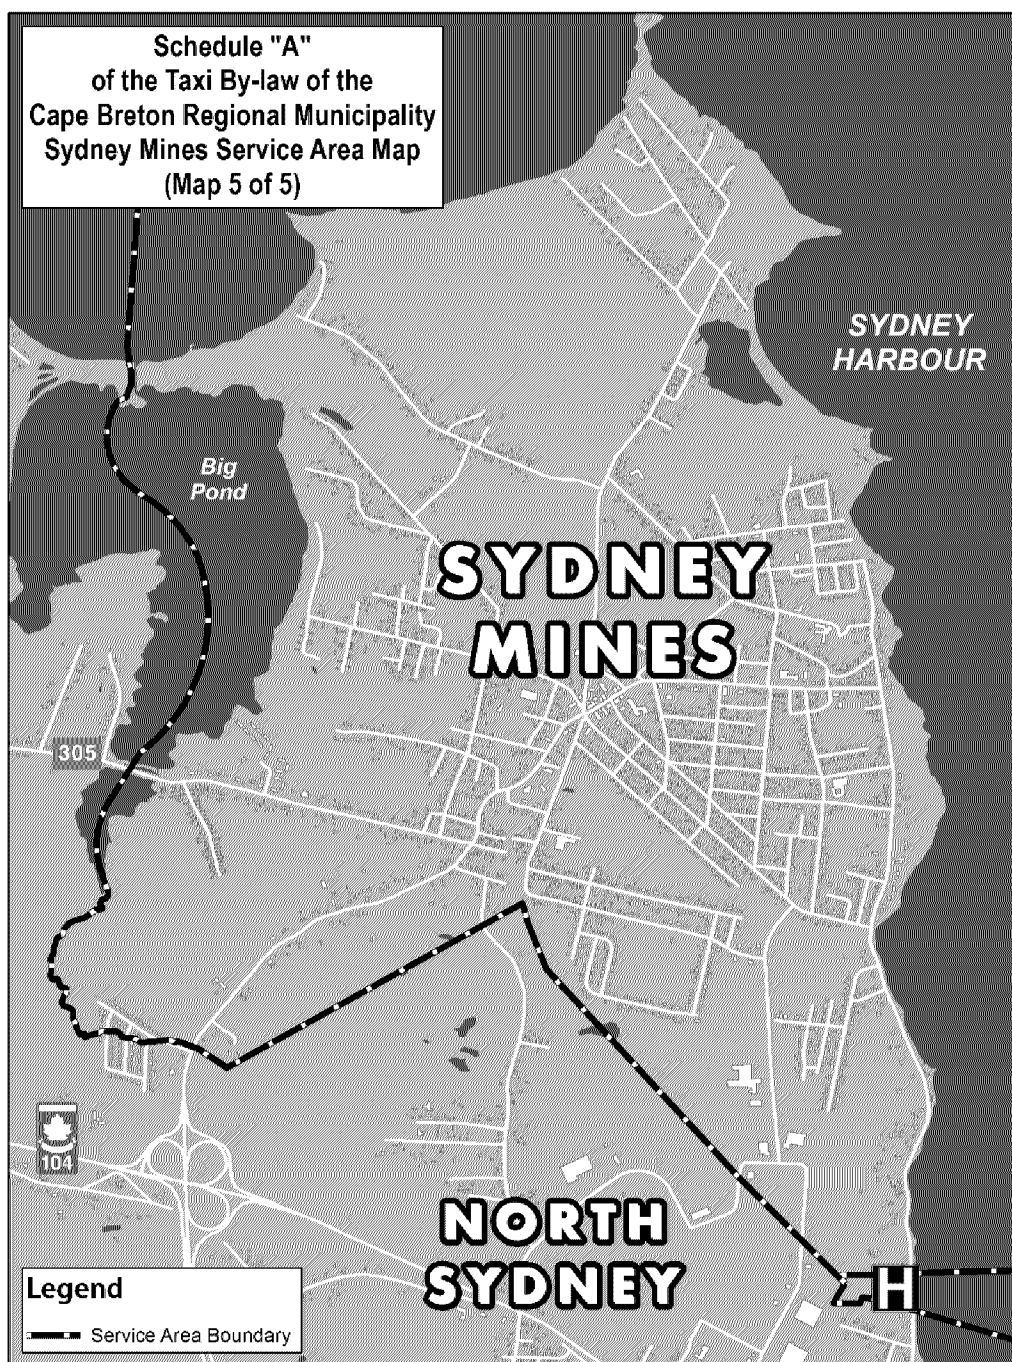 Schedule "A"
of the Taxi By-law of the
Cape Breton Regional Municipality
Sydney Mines Service Area Map
(Map 5 of 5)
SYDNEY
HARBOUR
Big
Pond
SYDNEY
MINES
305
104
NORTH
SYDNEY
H
Legend
Service Area Boundary